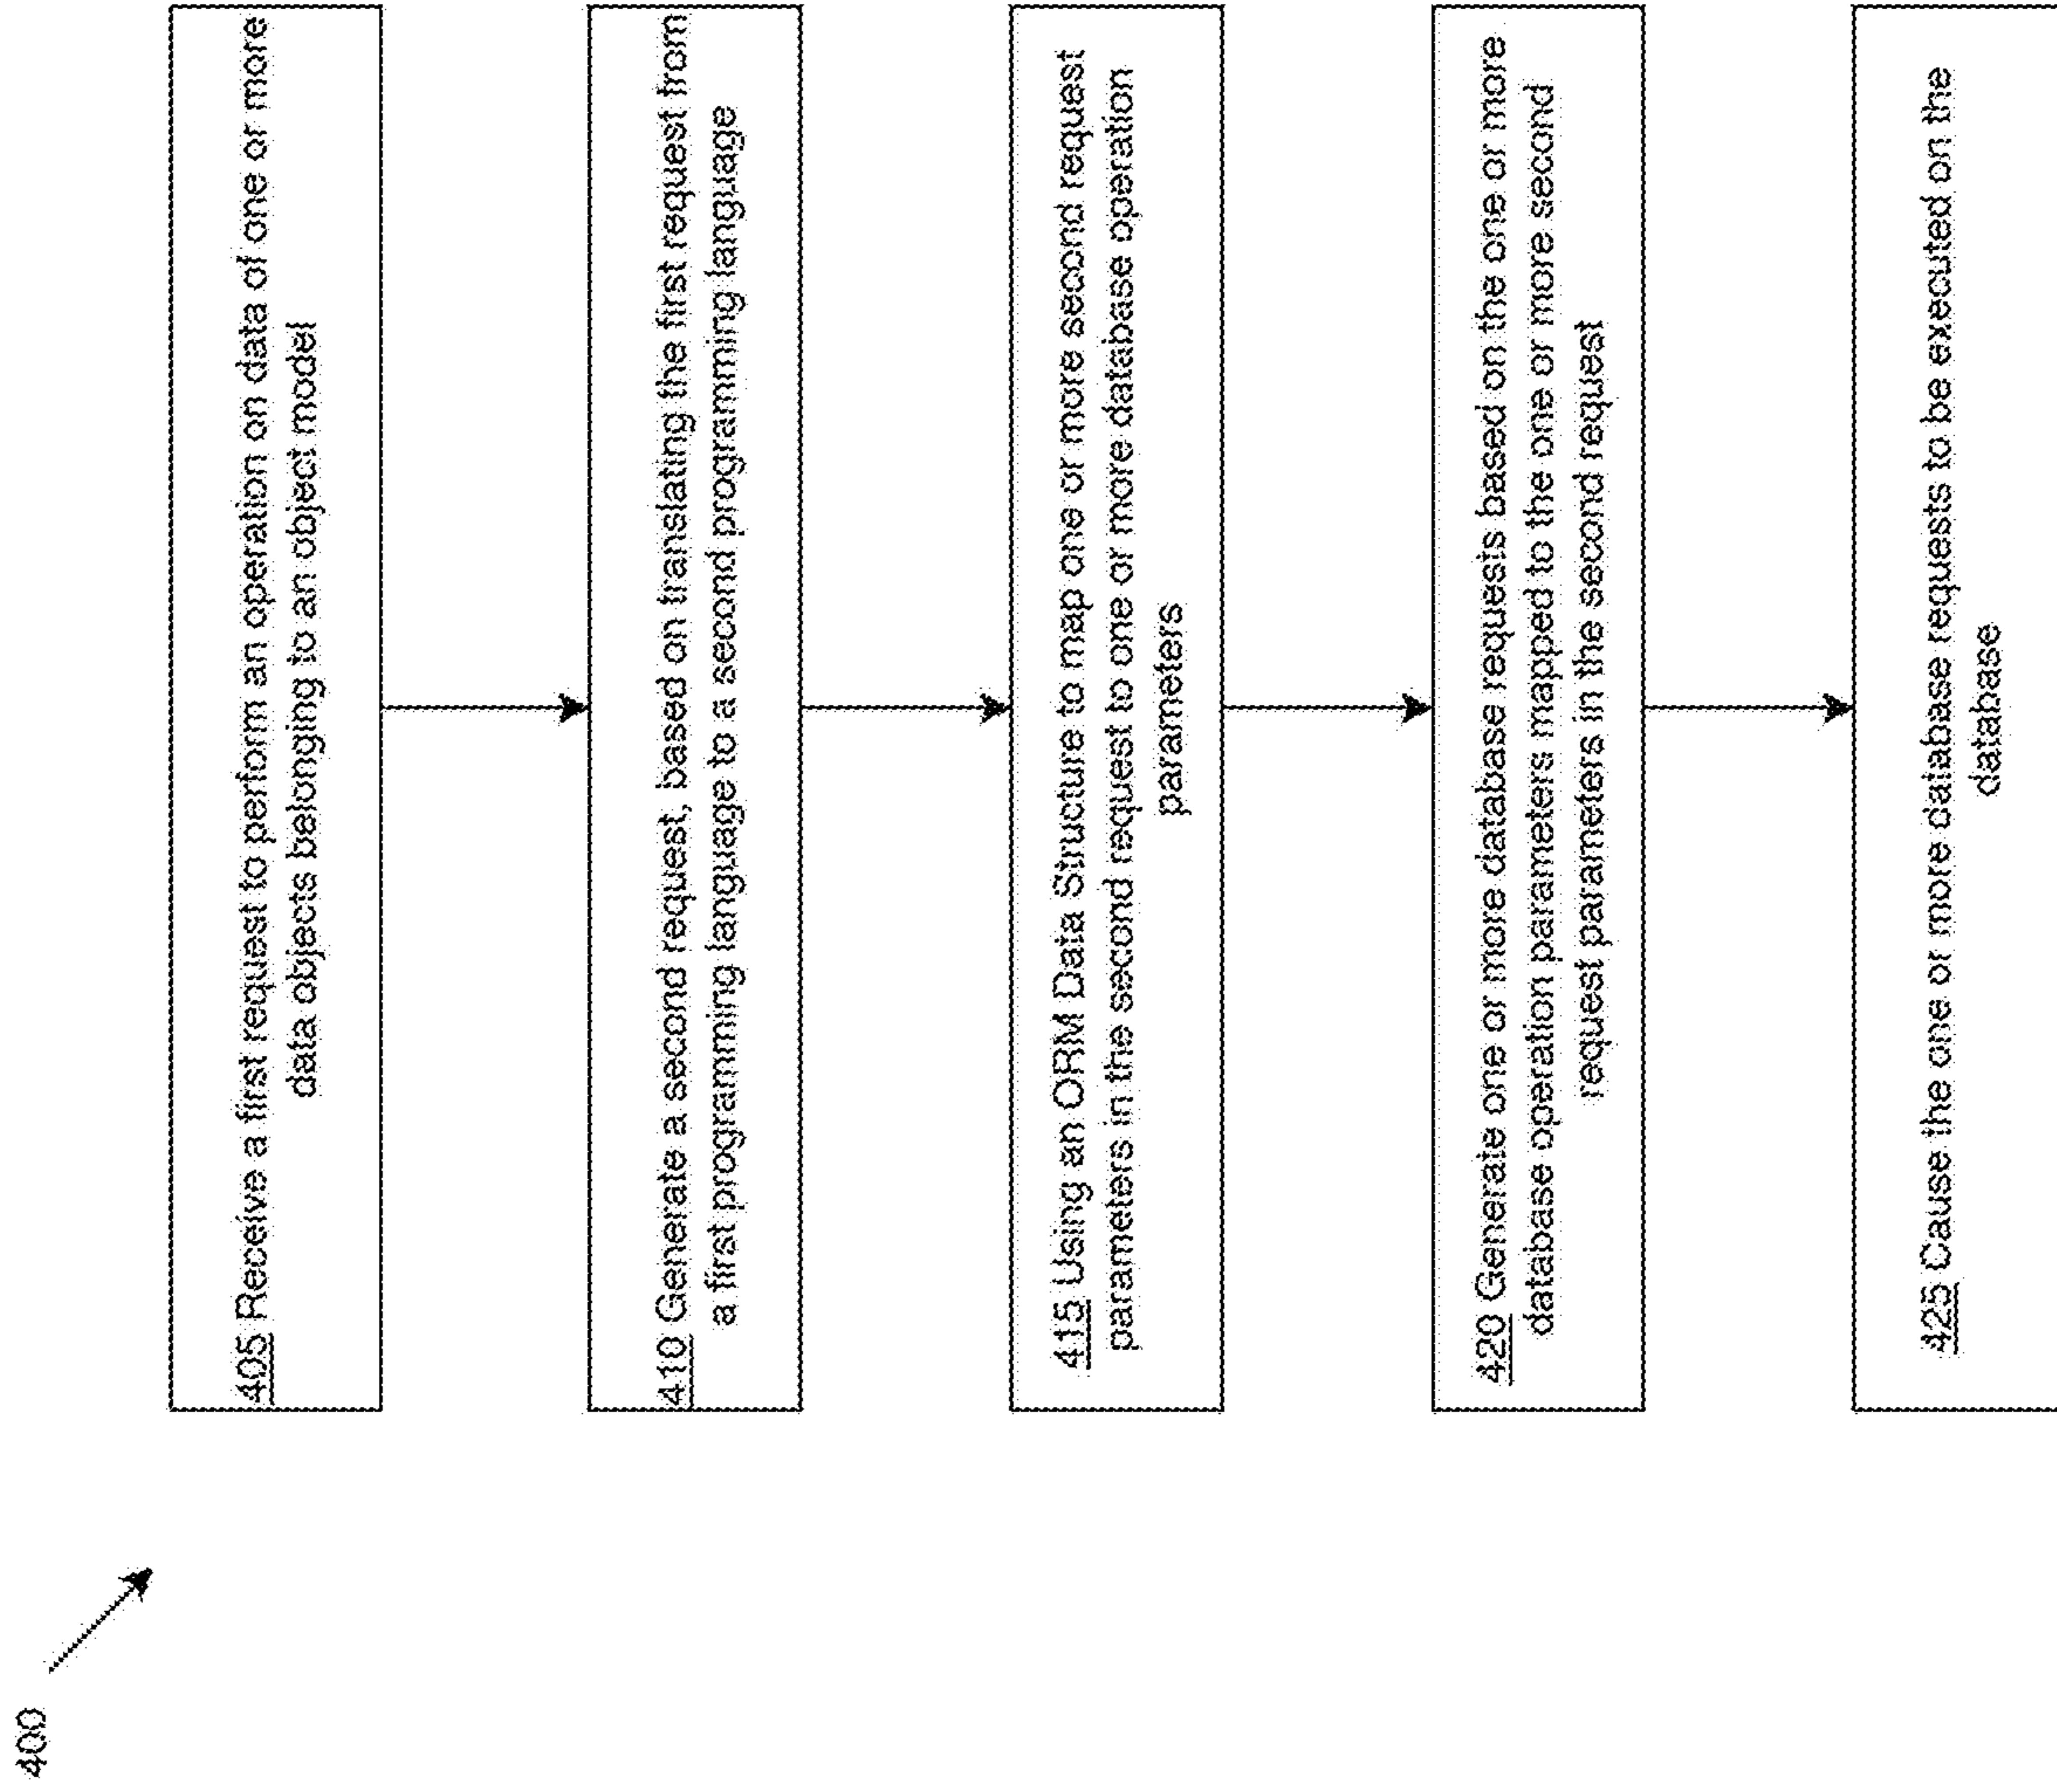 400
405 Receive a first request to perform an operation on data of one or more
data objects belonging to an object model
410 Generate a second request, based on translating the first request from
a first programming language to a second programming language
415 Using an ORM Data Structure to map one or more second request
parameters in the second request to one or more database operation
parameters
420 Generate one or more database requests based on the one or more
database operation parameters mapped to the one or more second
request parameters in the second request
425 Cause the one or more database requests to be executed on the
database